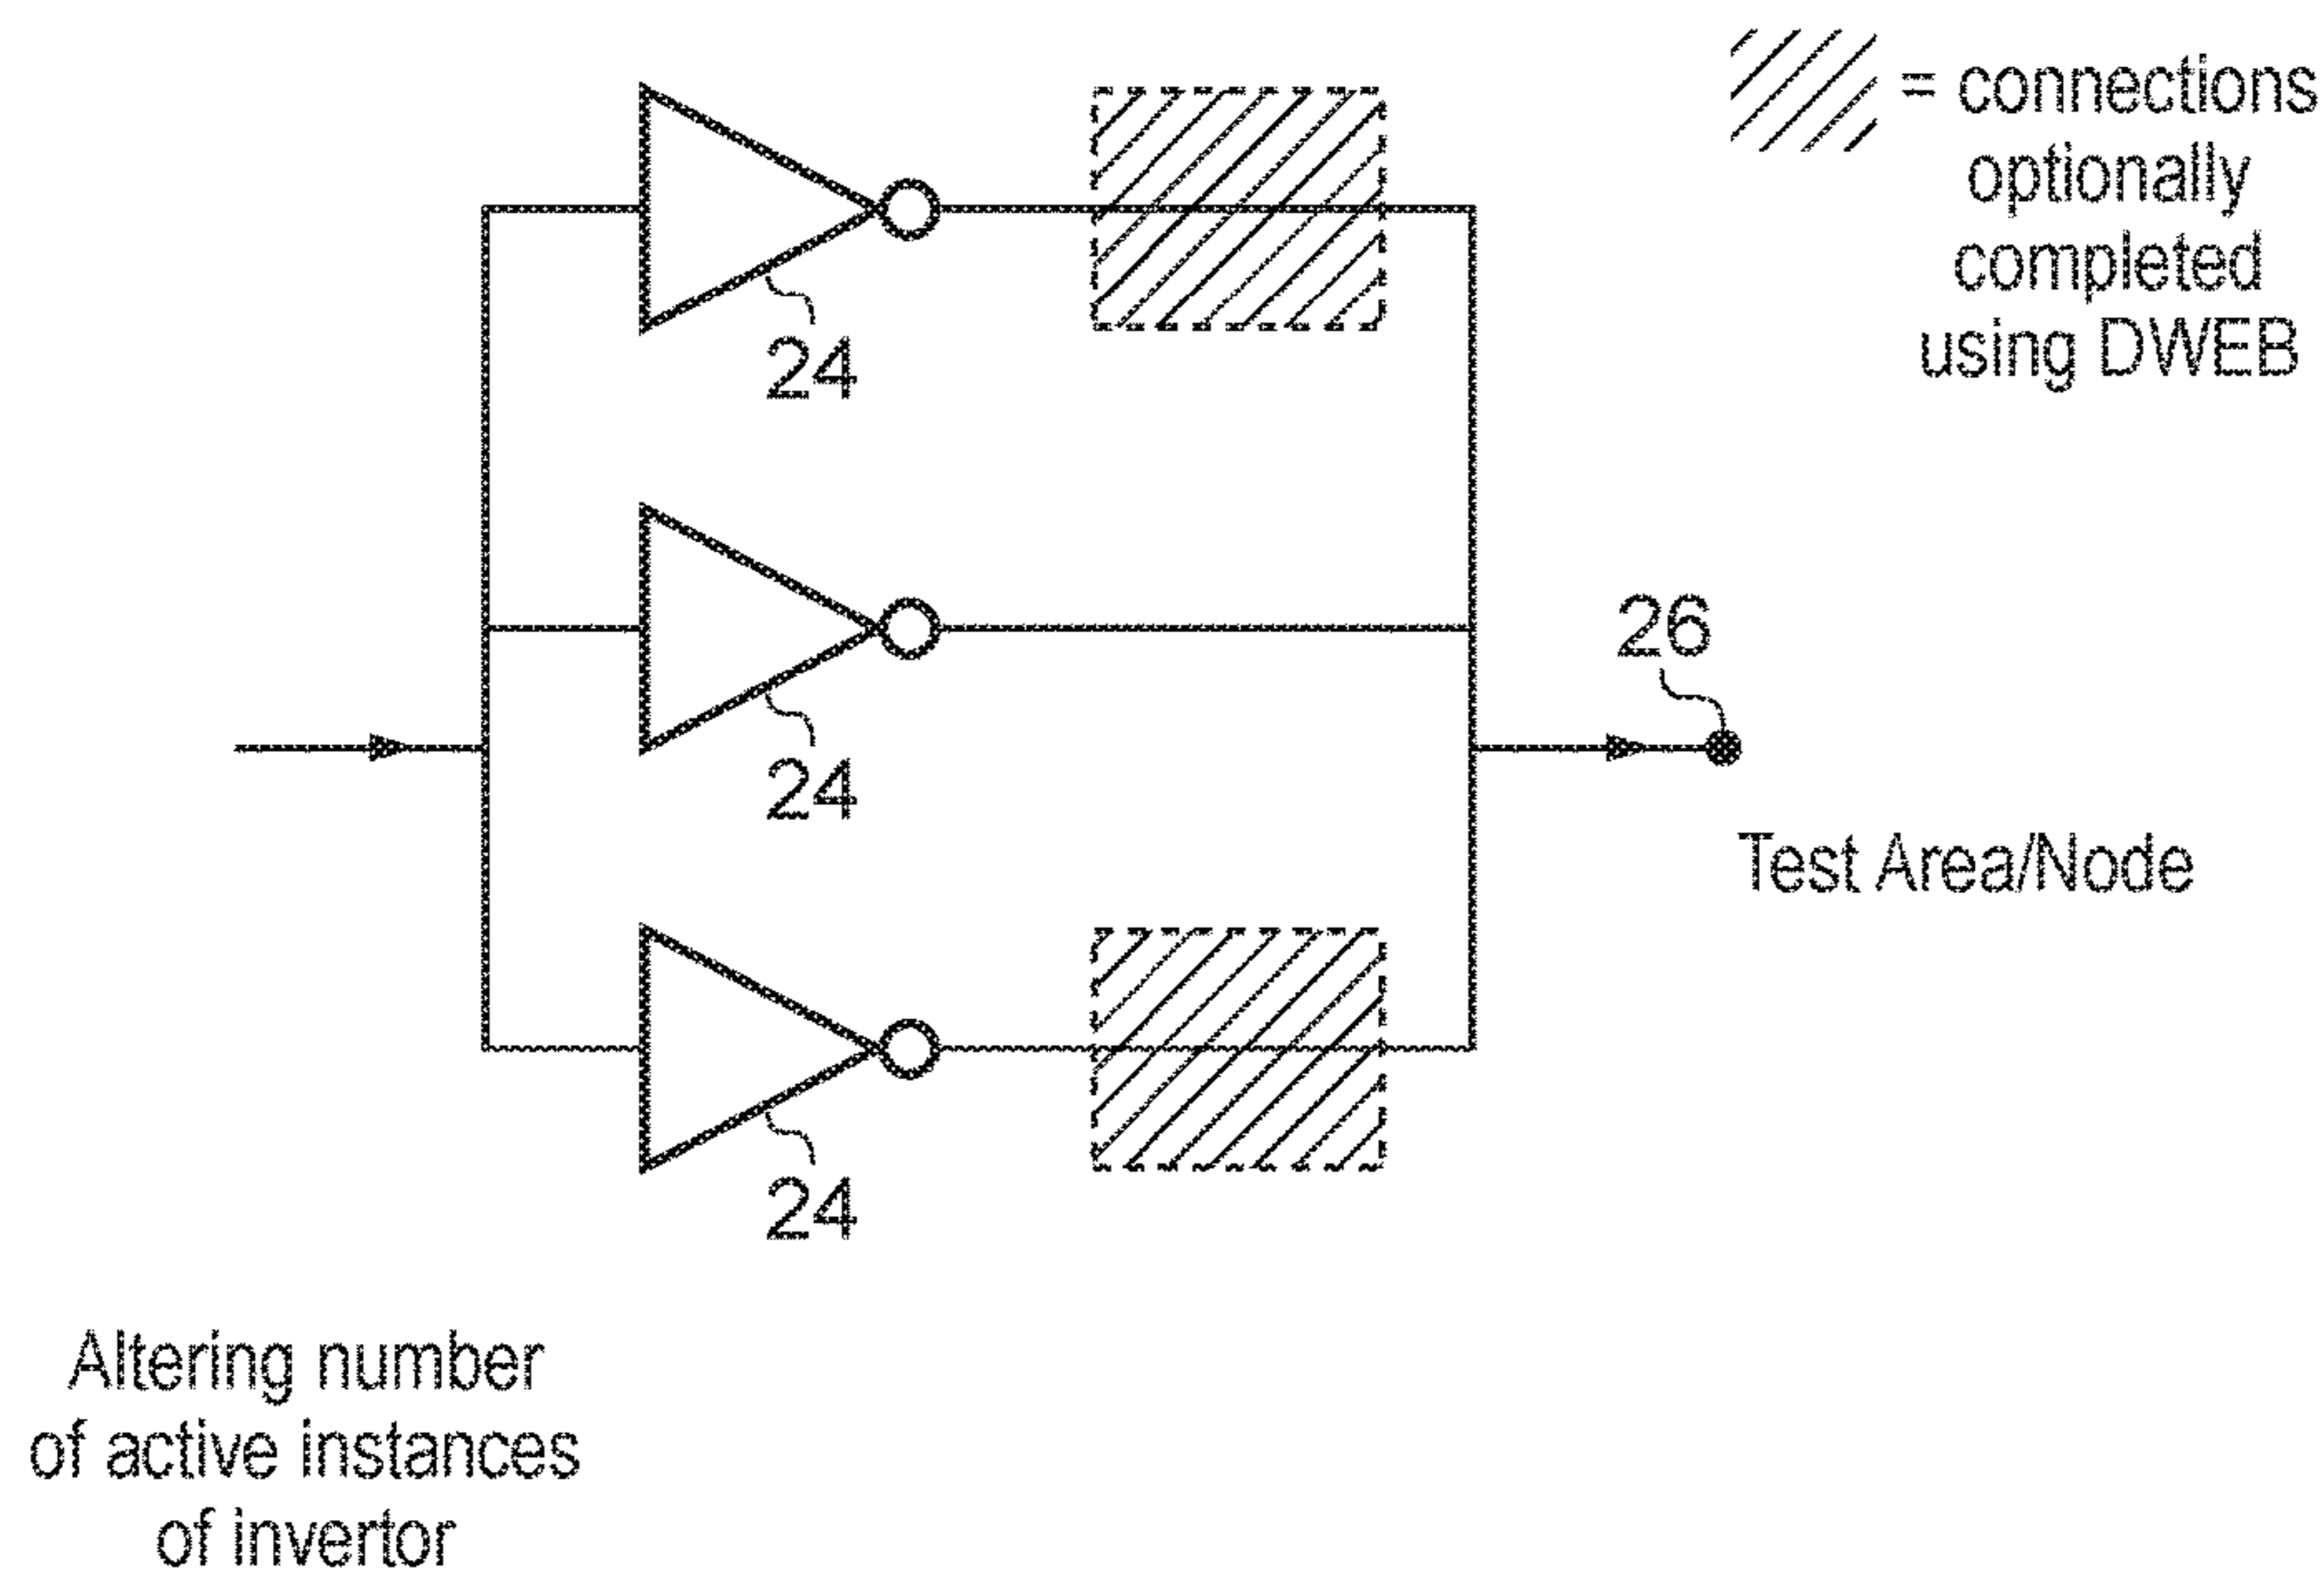 = connections
optionally
completed
using DWEB
24
26
24
Test Area/Node
24
Altering number
of active instances
of invertor